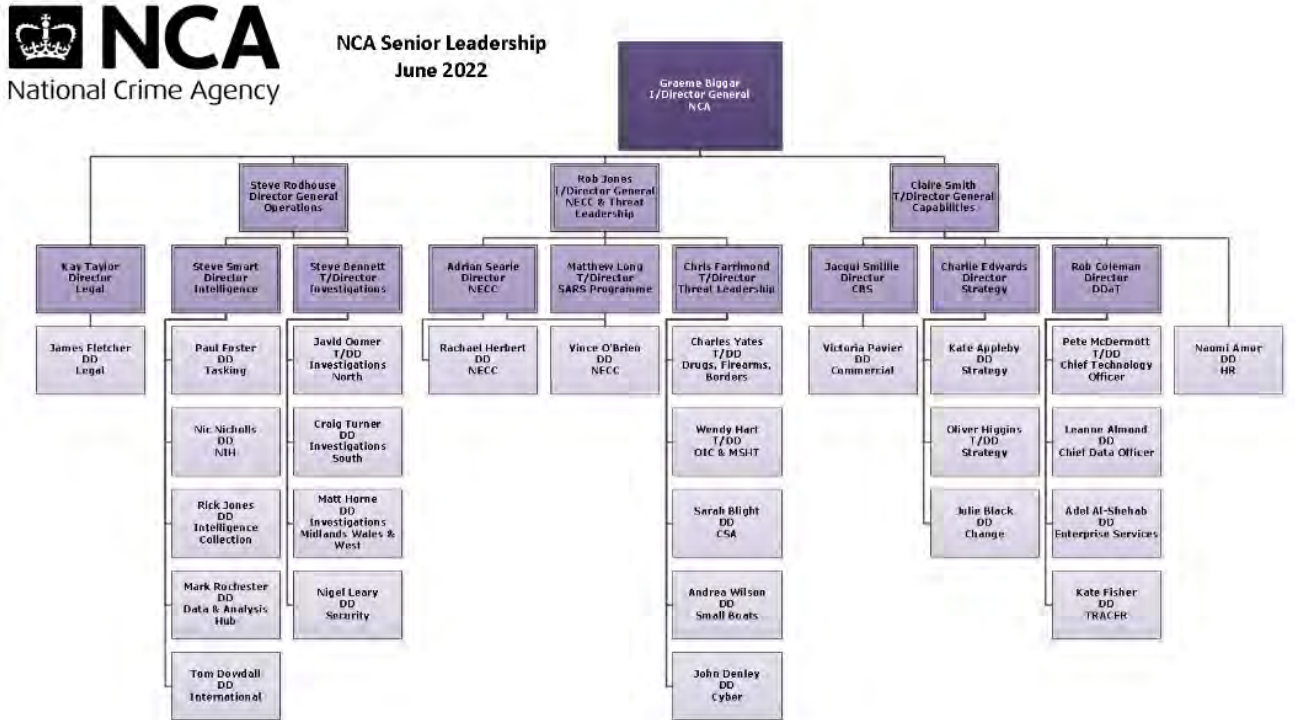 NCA
National Crime Agency
NCA Senior Leadership
June 2022
Graeme Biggar
I/Director General
NCA
Steve Rodhouse
Director General
Operations
Rob Jones
T/Director General
NECC & Threat
Leadership
Claire Smith
T/Director General
Capabilities
Kay Taylor
Director
Legal
Steve Smart
Director
Intelligence
Steve Bennett
T/Director
Investigations
Adrian Searle
Director
NECC
Matthew Long
T/Director
SARS Programme
Chris Farrimond
T/Director
Threat Leadership
Jacqui Smillie
Director
CBS
Charlie Edwards
Director
Strategy
Rob Coleman
Director
DDaT
James Fletcher
DD
Legal
Paul Foster
DD
Tasking
Javid Oomer
T/DD
Investigations
North
Rachael Herbert
DD
NECC
Vince O'Brien
DD
NECC
Charles Yates
T/DD
Drugs, Firearms,
Borders
Victoria Pavier
DD
Commercial
Kate Appleby
DD
Strategy
Pete McDermott
T/DD
Chief Technology
Officer
Naomi Amor
DD
HR
Nic Nicholls
DD
NIH
Craig Turner
DD
Investigations
South
Wendy Hart
T/DD
OIC & MSHT
Oliver Higgins
T/DD
Strategy
Leanne Almond
DD
Chief Data Officer
Rick Jones
DD
Intelligence
Collection
Matt Horne
DD
Investigations
Midlands Wales &
West
Sarah Blight
DD
CSA
Julie Black
DD
Change
Adel Al-Shehab
DD
Enterprise Services
Mark Rochester
DD
Data & Analysis
Hub
Nigel Leary
DD
Security
Andrea Wilson
DD
Small Boats
Kate Fisher
DD
TRACER
Tom Dowdall
DD
International
John Denley
DD
Cyber